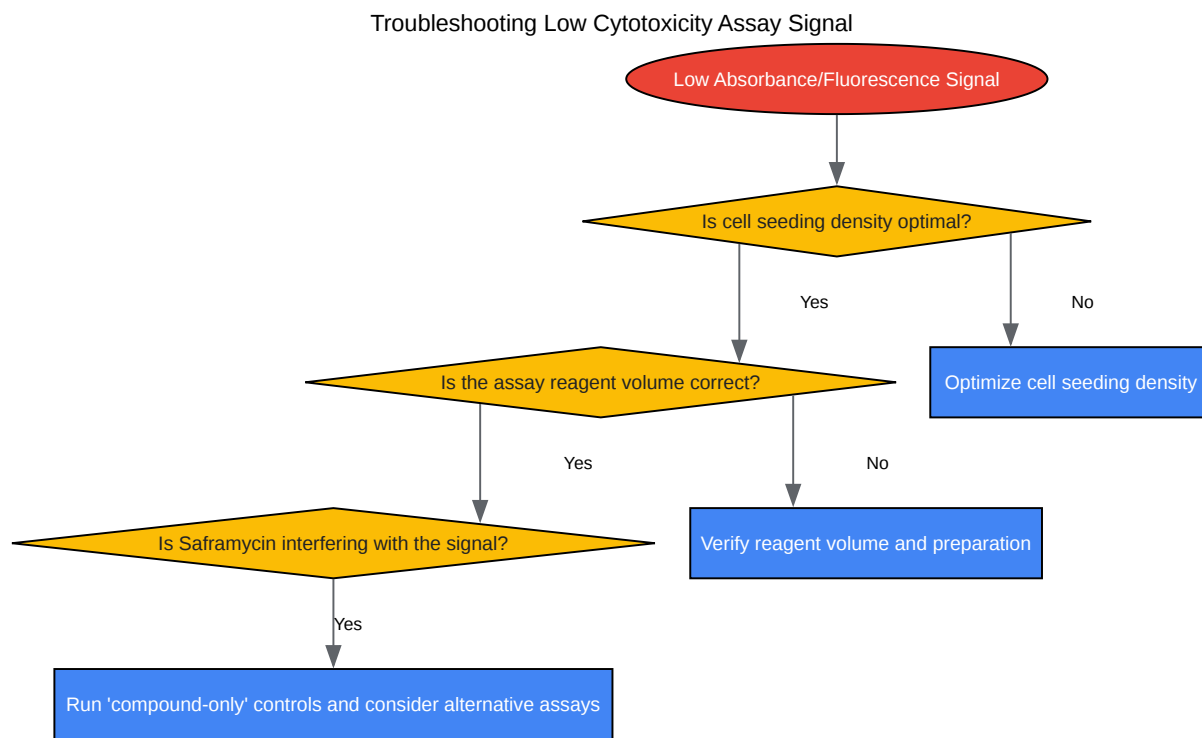 Troubleshooting Low Cytotoxicity Assay Signal
Low Absorbance/Fluorescence Signal
Is cell seeding density optimal?
Yes
No
Is the assay reagent volume correct?
Optimize cell seeding density
Yes
No
Is Saframycin interfering with the signal?
Verify reagent volume and preparation
Yes
Run 'compound-only' controls and consider alternative assays